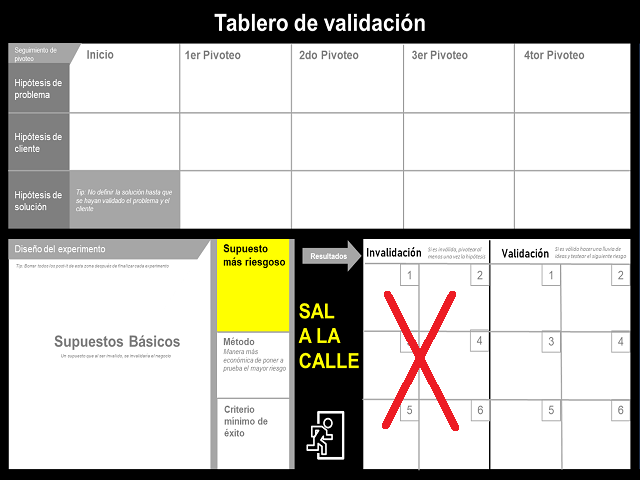 Tablero de validación
Seguimiento de
pivoteo
Inicio
1er Pivoteo
2do Pivoteo
3er Pivoteo
4tor Pivoteo
Hipótesis de
problema
Hipótesis de
cliente
Hipótesis de
solución
Tip: No definir la solución hasta que
se hayan validado el problema y el
cliente
Diseño del experimento
Tip: Borrar todos los post-it de esta zona después de finalizar cada experimento
Supuestos Básicos
Un supuesto que al ser inválido, se invalidaría el negocio
Supuesto
más riesgoso
Método
Manera más
económica de poner a
prueba el mayor riesgo
Criterio
mínimo de
éxito
Resultados
SAL
A LA
CALLE
Invalidación
Si es inválida, pivotear al
menos una vez la hipótesis
Validación
Si es válida hacer una lluvia de
ideas y testear el siguiente riesgo
1
2
1
2
4
3
4
5
6
5
6